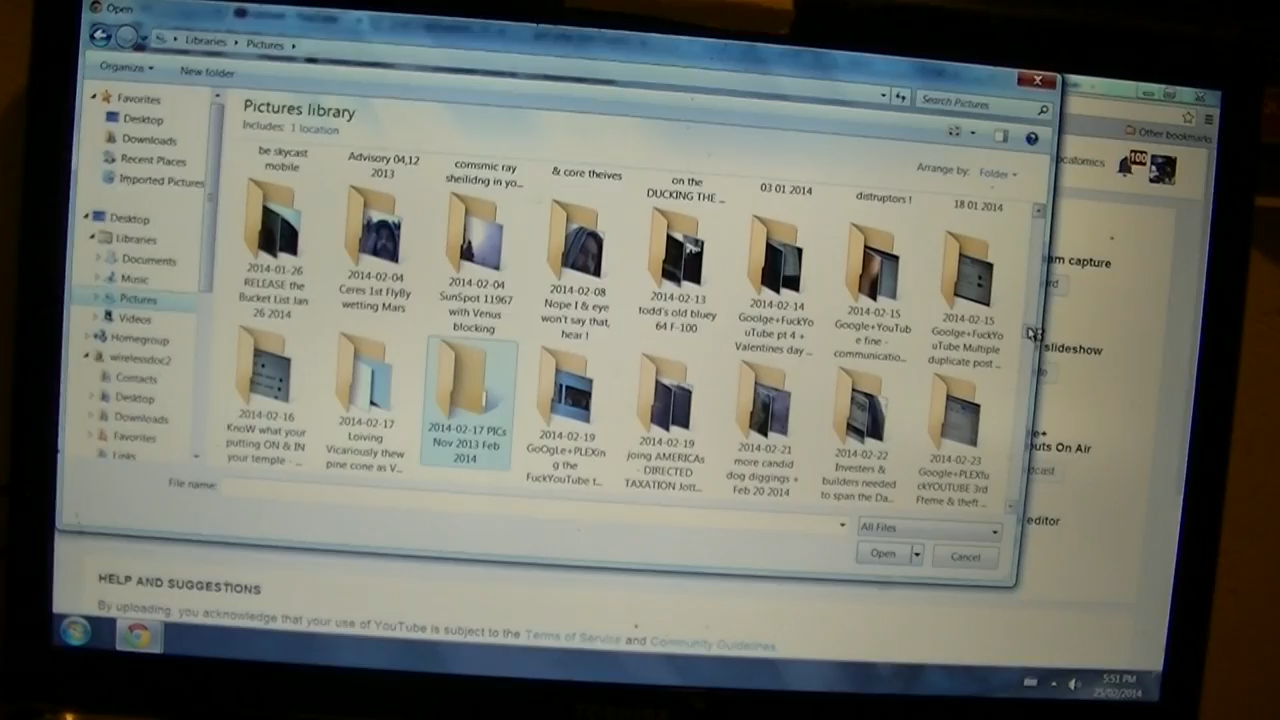 Open
Libraries
Pictures
Organize
New folder
Search Pictures
Other bookmarks
Favorites
Desktop
Downloads
Recent Places
Imported Pictures
Desktop
Libraries
Documents
Music
Pictures
Videos
Homegroup
wirelessdoc2
Contacts
Desktop
Downloads
Favorites
Links
Pictures library
Includes: 1 location
Arrange by: Folder
be skycast
mobile
Advisory 04,12
2013
comsmic ray
sheilidng in yo...
& core theives
on the
DUCKING THE ...
03 01 2014
distruptors !
18 01 2014
2014-01-26
RELEASE the
Bucket List Jan
26 2014
2014-02-04
Ceres 1st FlyBy
wetting Mars
2014-02-04
SunSpot 11967
with Venus
blocking
2014-02-08
Nope I & eye
won't say that,
hear !
2014-02-13
todd's old bluey
64 F-100
2014-02-14
Goolge+FuckYo
uTube pt 4 +
Valentines day ...
2014-02-15
Google+YouTub
e fine -
communicatio...
2014-02-15
Goolge+FuckYo
uTube Multiple
duplicate post ...
2014-02-16
KnoW what your
putting ON & IN
your temple - ...
2014-02-17
Loiving
Vicariously thew
pine cone as V...
2014-02-17 PICs
Nov 2013 Feb
2014
2014-02-19
GoOgLe+PLEXin
g the
FuckYouTube t...
2014-02-19
joing AMERICAs
- DIRECTED
TAXATION Jott...
2014-02-21
more candid
dog diggings +
Feb 20 2014
2014-02-22
Investers &
builders needed
to span the Da...
2014-02-23
Google+PLEXfu
ckYOUTUBE 3rd
Fteme & theft ...
File name:
All Files
Open
Cancel
100
am capture
slideshow
uts On Air
editor
HELP AND SUGGESTIONS
By uploading, you acknowledge that your use of YouTube is subject to the Terms of Service and Community Guidelines.
5:51 PM
25/02/2014